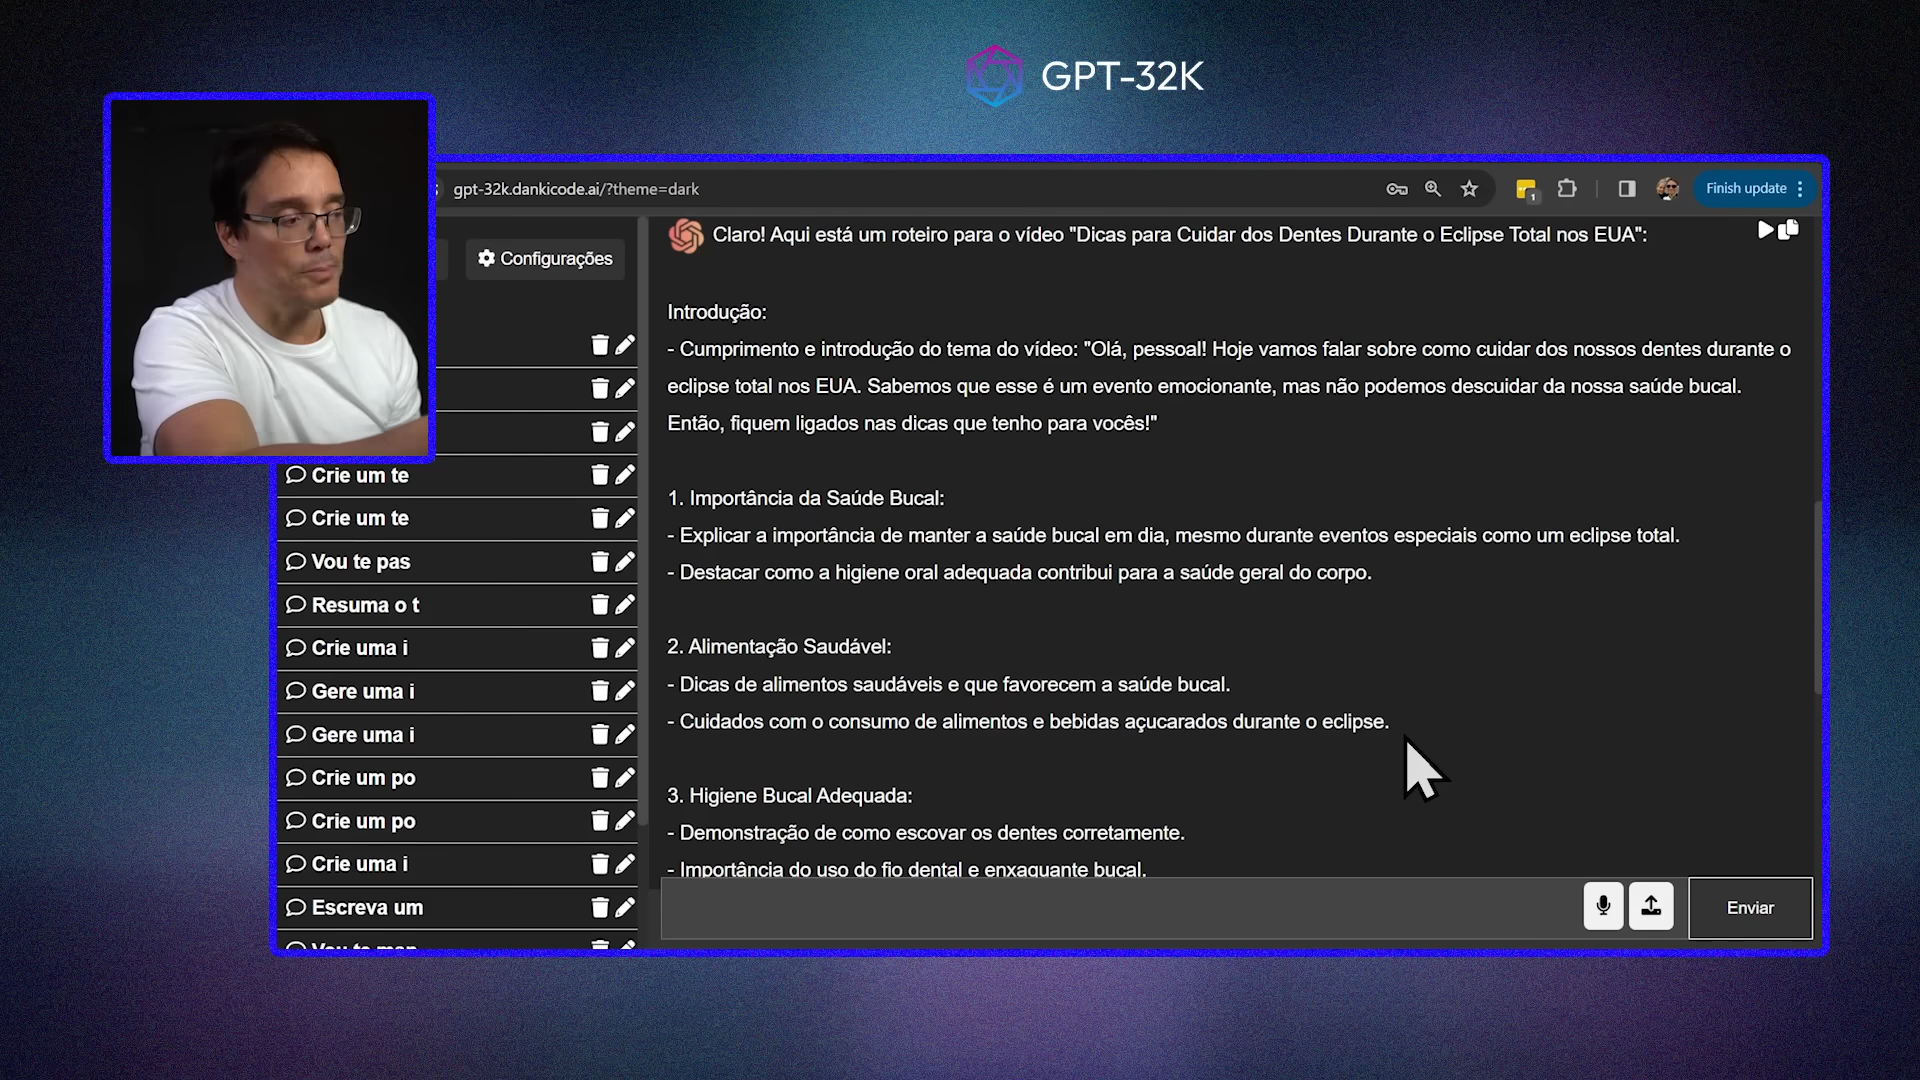 GPT-32K
gpt-32k.dankicode.ai/?theme=dark
1
Finish update
Configurações
Crie um te
Crie um te
Vou te pas
Resuma o t
Crie uma i
Gere uma i
Gere uma i
Crie um po
Crie um po
Crie uma i
Escreva um
Vou te man
Claro! Aqui está um roteiro para o vídeo "Dicas para Cuidar dos Dentes Durante o Eclipse Total nos EUA":
Introdução:
- Cumprimento e introdução do tema do vídeo: "Olá, pessoal! Hoje vamos falar sobre como cuidar dos nossos dentes durante o
eclipse total nos EUA. Sabemos que esse é um evento emocionante, mas não podemos descuidar da nossa saúde bucal.
Então, fiquem ligados nas dicas que tenho para vocês!"
1. Importância da Saúde Bucal:
- Explicar a importância de manter a saúde bucal em dia, mesmo durante eventos especiais como um eclipse total.
- Destacar como a higiene oral adequada contribui para a saúde geral do corpo.
2. Alimentação Saudável:
- Dicas de alimentos saudáveis e que favorecem a saúde bucal.
- Cuidados com o consumo de alimentos e bebidas açucarados durante o eclipse.
3. Higiene Bucal Adequada:
- Demonstração de como escovar os dentes corretamente.
- Importância do uso do fio dental e enxaguante bucal.
Enviar